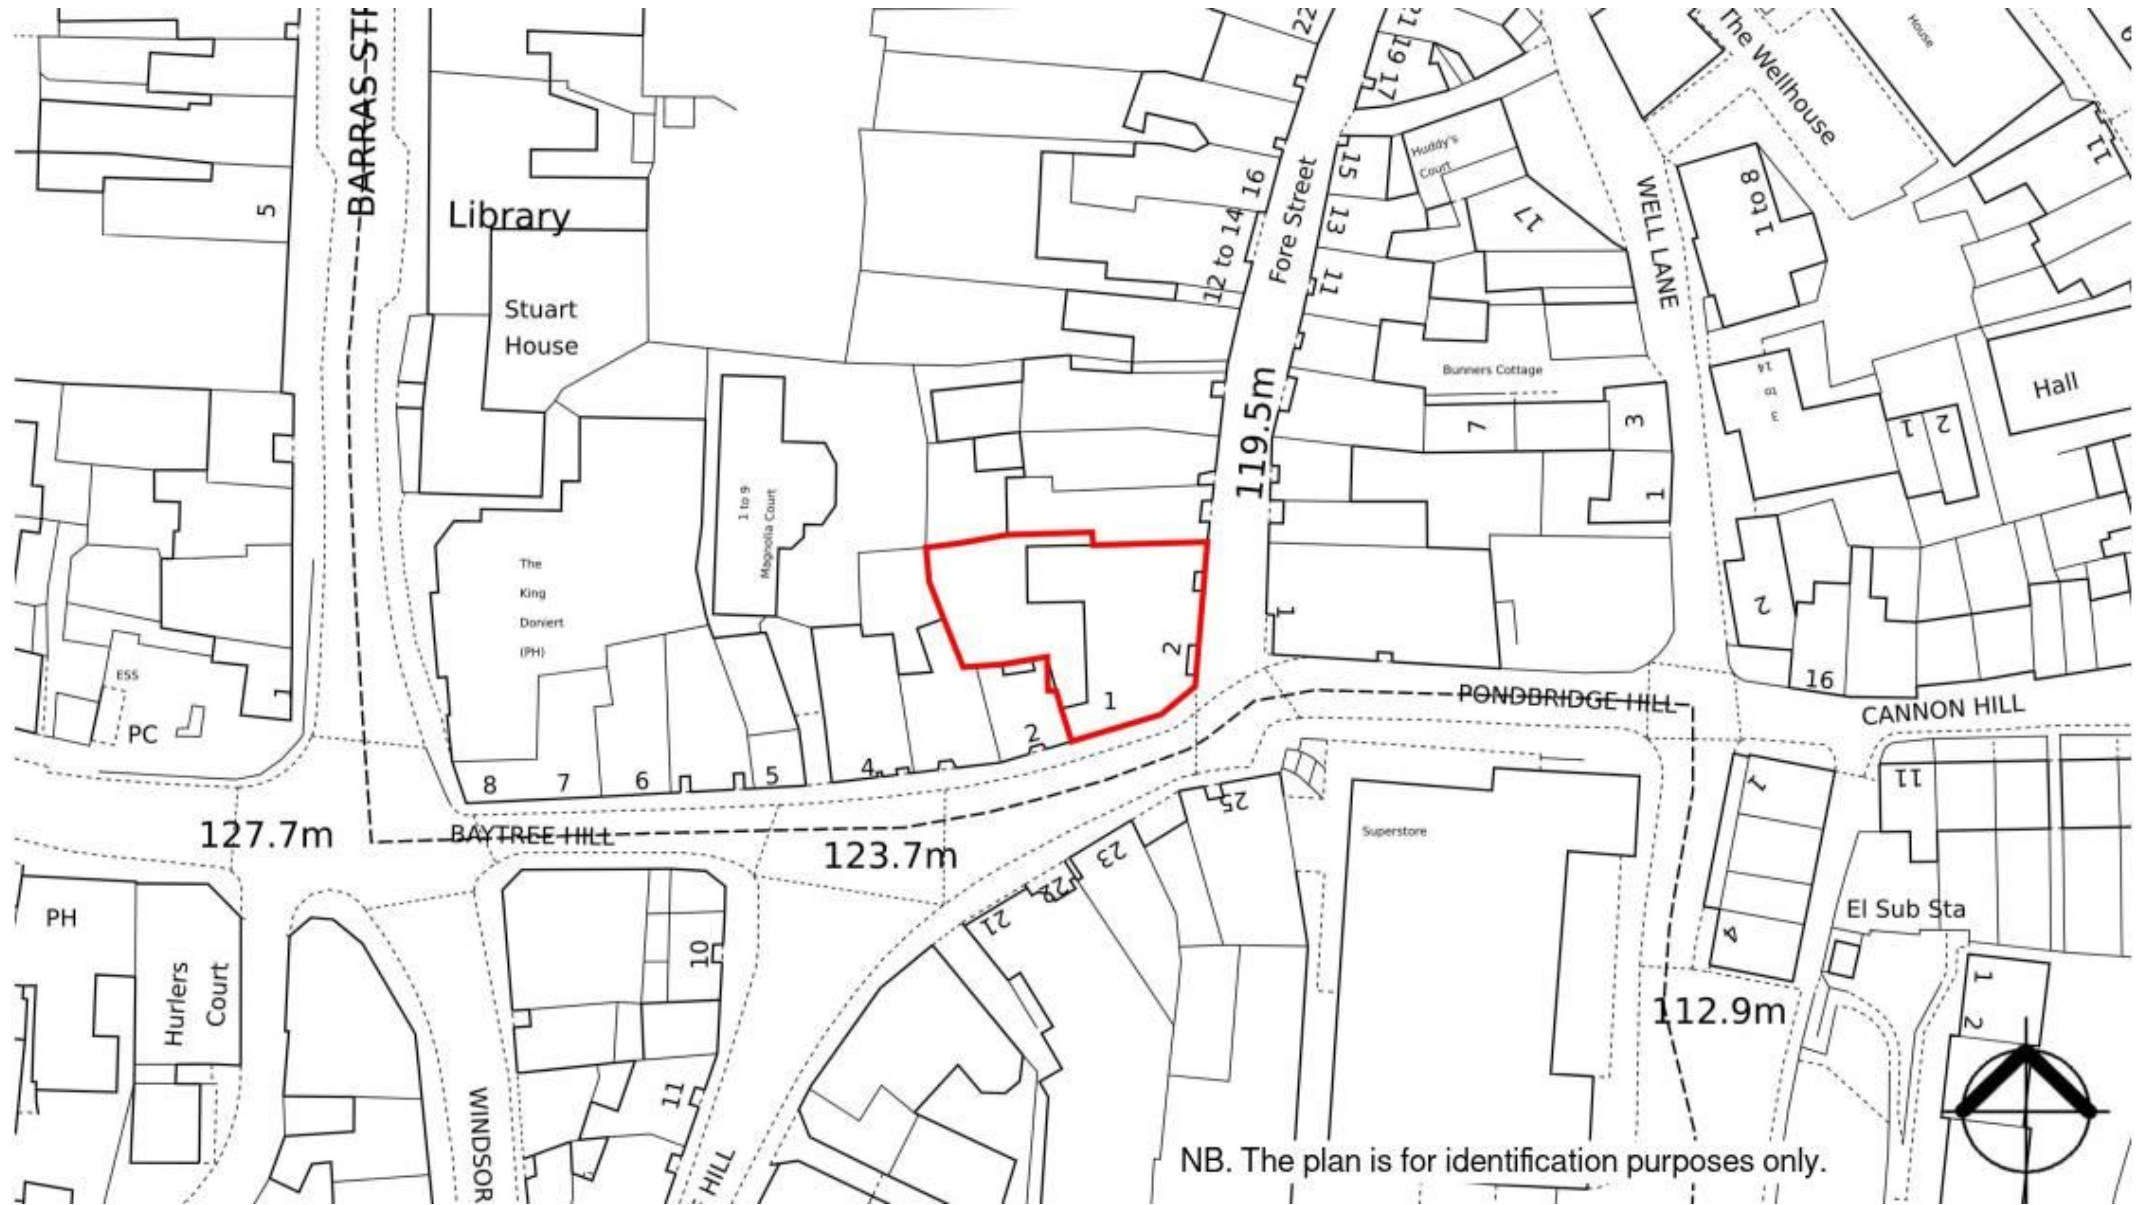 BARRAS STR
22
21
19
17
The Wellhouse
House
11
5
Library
16
12 to 14
Fore Street
15
Huddy's
Court
13
17
11
WELL LANE
1 to 8
Stuart
House
119.5m
Bunners Cottage
7
3
1
3
to
14
1
2
Hall
1 to 9
Magnolia Court
The
King
Doniert
(PH)
2
1
1
2
16
ESS
PC
1
8
7
6
5
4
2
PONDBRIDGE HILL
CANNON HILL
127.7m
BAYTREE HILL
123.7m
25
23
21
Superstore
1
4
11
El Sub Sta
PH
Hurlers
Court
10
11
WINDSOR
HILL
112.9m
1
2
NB. The plan is for identification purposes only.